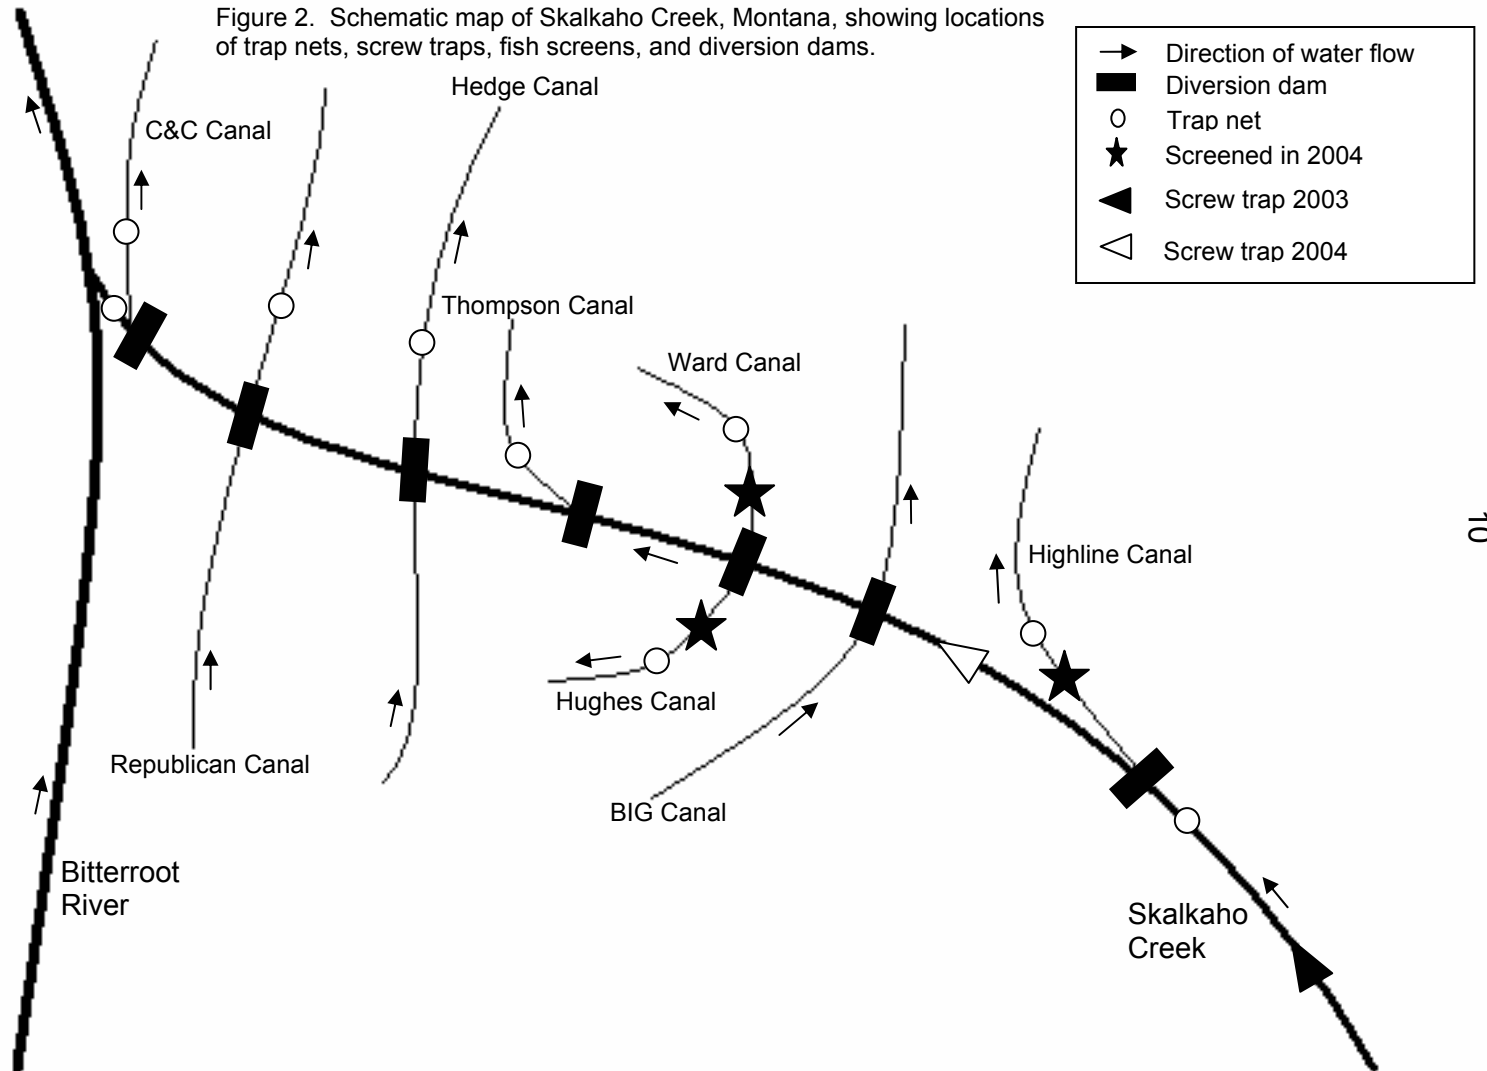 Figure 2.  Schematic map of Skalkaho Creek, Montana, showing locations
of trap nets, screw traps, fish screens, and diversion dams.
Direction of water flow
Diversion dam
Trap net
Screened in 2004
Screw trap 2003
Screw trap 2004
Hedge Canal
C&C Canal
Thompson Canal
Ward Canal
Highline Canal
Hughes Canal
Republican Canal
BIG Canal
Bitterroot
River
Skalkaho
Creek
10